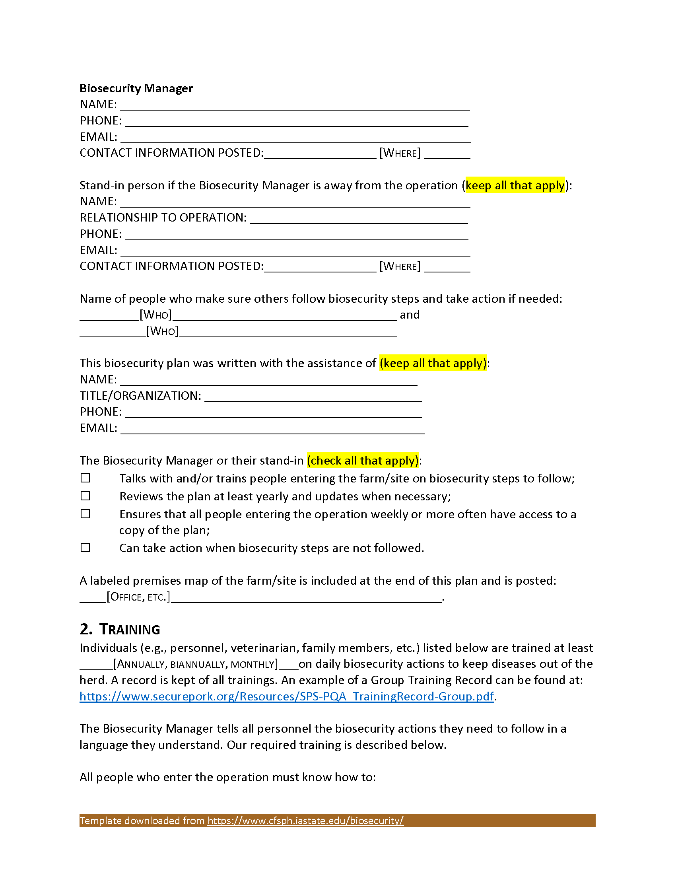 Biosecurity Manager
NAME: ____________________________________________________
PHONE: ___________________________________________________
EMAIL: ____________________________________________________
CONTACT INFORMATION POSTED:_________________ [WHERE] _______
Stand-in person if the Biosecurity Manager is away from the operation (keep all that apply):
NAME: ____________________________________________________
RELATIONSHIP TO OPERATION: ________________________________
PHONE: ___________________________________________________
EMAIL: ____________________________________________________
CONTACT INFORMATION POSTED:_________________ [WHERE] _______
Name of people who make sure others follow biosecurity steps and take action if needed:
_________[WHO]__________________________________ and
__________[WHO]_________________________________
This biosecurity plan was written with the assistance of (keep all that apply):
NAME: _____________________________________________
TITLE/ORGANIZATION: ________________________________
PHONE: ____________________________________________
EMAIL: ______________________________________________
The Biosecurity Manager or their stand-in (check all that apply):
☐ Talks with and/or trains people entering the farm/site on biosecurity steps to follow;
☐ Reviews the plan at least yearly and updates when necessary;
☐ Ensures that all people entering the operation weekly or more often have access to a
copy of the plan;
☐ Can take action when biosecurity steps are not followed.
A labeled premises map of the farm/site is included at the end of this plan and is posted:
____[OFFICE, ETC.]_________________________________________.
2. TRAINING
Individuals (e.g., personnel, veterinarian, family members, etc.) listed below are trained at least
_____[ANNUALLY, BIANNUALLY, MONTHLY]___on daily biosecurity actions to keep diseases out of the
herd. A record is kept of all trainings. An example of a Group Training Record can be found at:
https://www.securepork.org/Resources/SPS-PQA_TrainingRecord-Group.pdf.
The Biosecurity Manager tells all personnel the biosecurity actions they need to follow in a
language they understand. Our required training is described below.
All people who enter the operation must know how to:
Template downloaded from https://www.cfsph.iastate.edu/biosecurity/